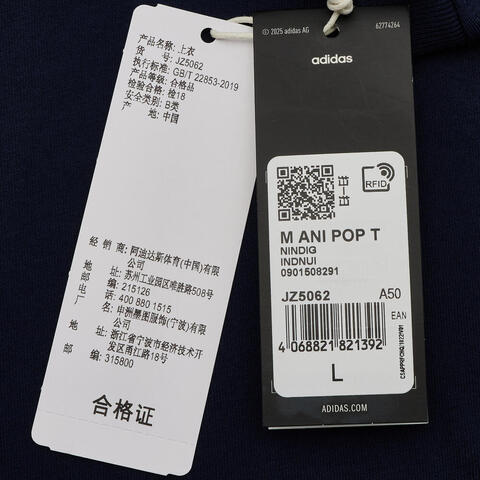 产品名称: 上衣
货号: JZ5062
执行标准: GB/T 22853-2019
产品等级: 合格品
检验合格: 检18
安全类别: B类
产地: 中国
经销商: 阿迪达斯体育(中国)有限公司
地址: 苏州工业园区唯胜路508号
邮编: 215126
电话: 400 880 1515
厂名: 申洲墨图服饰(宁波)有限公司
地址: 浙江省宁波市经济技术开发区甬江路18号
邮编: 315800
合格证
© 2025 adidas AG
62774264
adidas
RFID
M ANI POP T
NINDIG
INDNUI
0901508291
JZ5062 A50
EAN
4 068821 821392
L
ADIDAS.COM